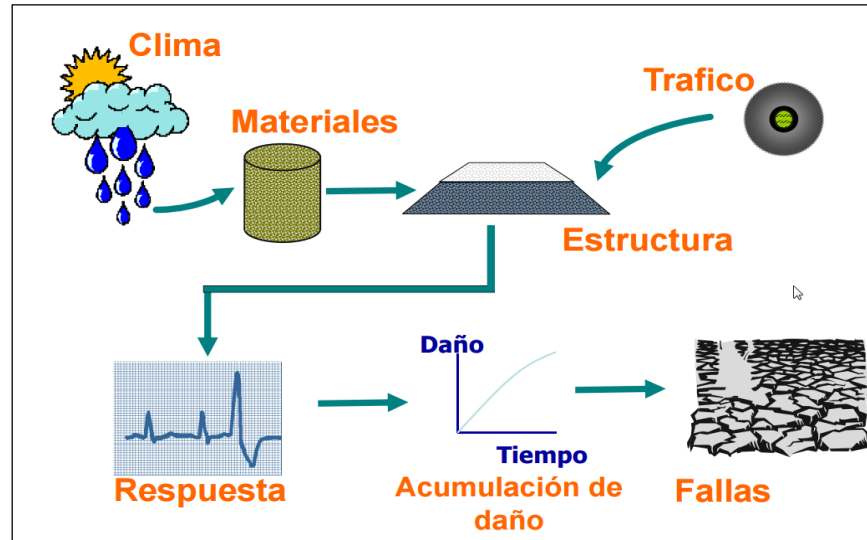 Clima
Trafico
Materiales
Estructura
Daño
Tiempo
Respuesta
Acumulación de
daño
Fallas